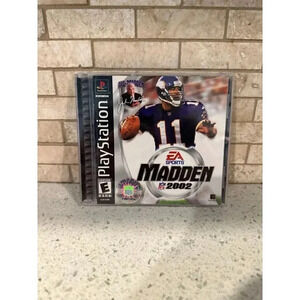 PlayStation
11
EA
SPORTS
MADDEN
2002
E